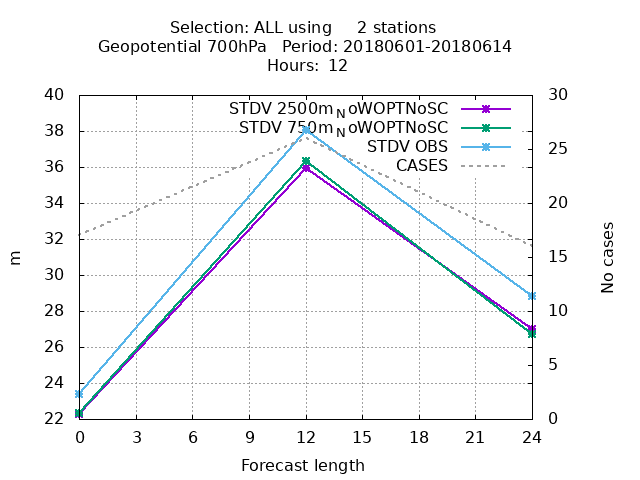 Selection: ALL using 2 stations
Geopotential 700hPa Period: 20180601-20180614
Hours: 12
STDV 2500m_NoWOPTNoSC
STDV 750m_NoWOPTNoSC
STDV OBS
CASES
40
38
36
34
32
30
28
26
24
22
m
30
25
20
15
10
5
0
No cases
0 3 6 9 12 15 18 21 24
Forecast length